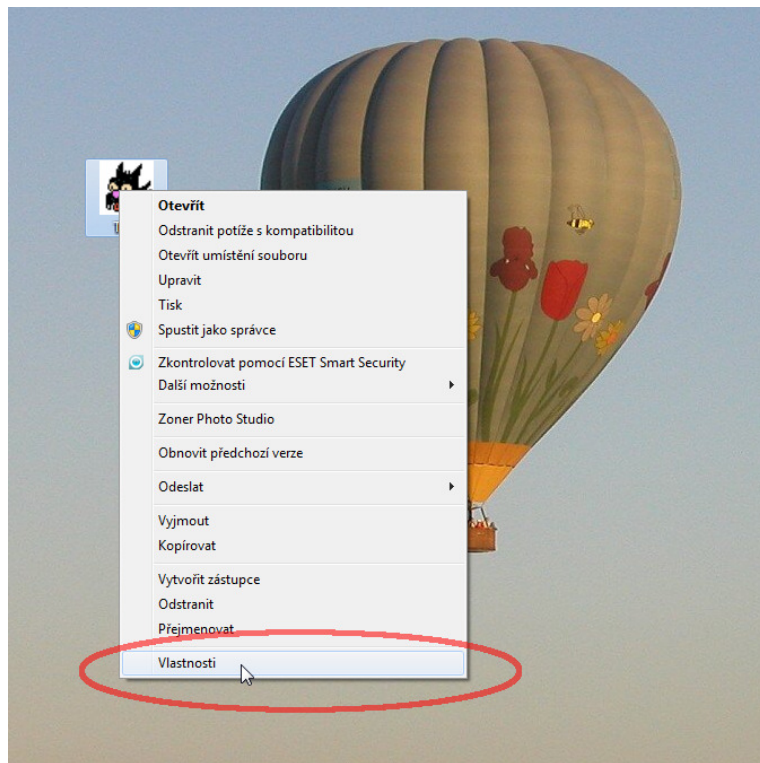 Otevřít
Odstranit potíže s kompatibilitou
Otevřít umístění souboru
Upravit
Tisk
Spustit jako správce
Zkontrolovat pomocí ESET Smart Security
Další možnosti
Zoner Photo Studio
Obnovit předchozí verze
Odeslat
Vyjmout
Kopírovat
Vytvořit zástupce
Odstranit
Přejmenovat
Vlastnosti